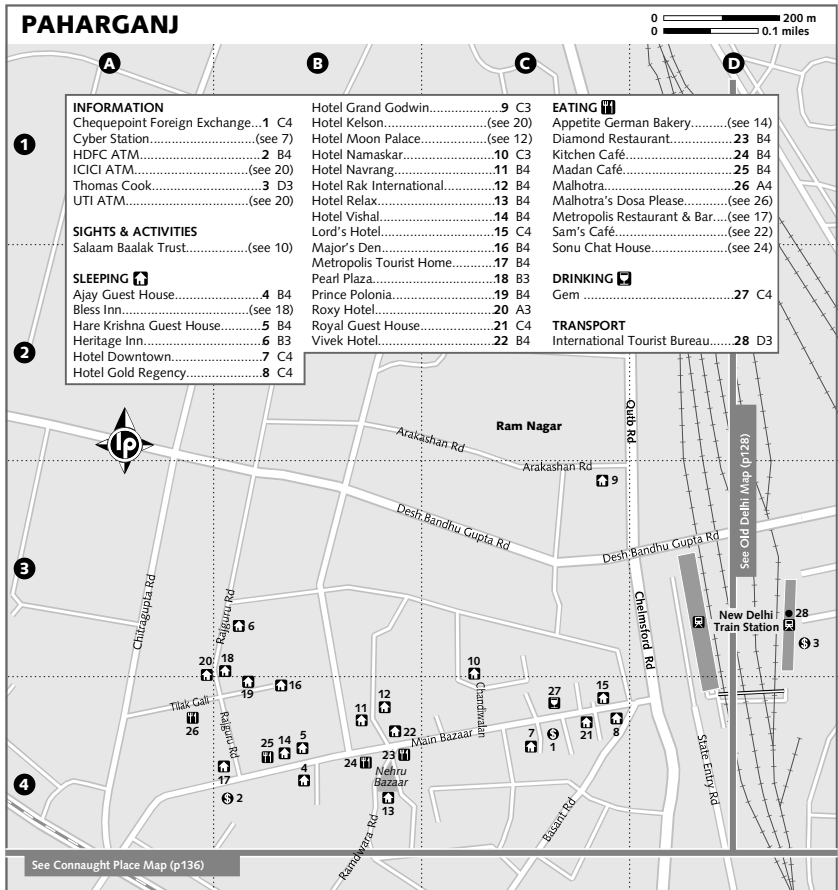 PAHARGANJ
0 200 m
0 0.1 miles
A B C D
1
2
3
4
INFORMATION
Chequepoint Foreign Exchange...1 C4
Cyber Station...................(see 7)
HDFC ATM...................2 B4
ICICI ATM...................(see 20)
Thomas Cook...................3 D3
UTI ATM...................(see 20)
SIGHTS & ACTIVITIES
Salaam Baalak Trust...................(see 10)
SLEEPING
Ajay Guest House...................4 B4
Bless Inn...................(see 18)
Hare Krishna Guest House...................5 B4
Heritage Inn...................6 B3
Hotel Downtown...................7 C4
Hotel Gold Regency...................8 C4
Hotel Grand Godwin...................9 C3
Hotel Kelson...................(see 20)
Hotel Moon Palace...................(see 12)
Hotel Namaskar...................10 C3
Hotel Navrang...................11 B4
Hotel Rak International...................12 B4
Hotel Relax...................13 B4
Hotel Vishal...................14 B4
Lord's Hotel...................15 C4
Major's Den...................16 B4
Metropolis Tourist Home...................17 B4
Pearl Plaza...................18 B3
Prince Polonia...................19 B4
Roxy Hotel...................20 A3
Royal Guest House...................21 C4
Vivek Hotel...................22 B4
EATING
Appetite German Bakery...................(see 14)
Diamond Restaurant...................23 B4
Kitchen Café...................24 B4
Madan Café...................25 B4
Malhotra...................26 A4
Malhotra's Dosa Please...................(see 26)
Metropolis Restaurant & Bar....(see 17)
Sam's Café...................(see 22)
Sonu Chat House...................(see 24)
DRINKING
Gem ...................27 C4
TRANSPORT
International Tourist Bureau...................28 D3
lp
Ram Nagar
Qutb Rd
Arakashan Rd
Arakashan Rd
9
See Old Delhi Map (p128)
Desh Bandhu Gupta Rd
Desh Bandhu Gupta Rd
Chitragupta Rd
Rajguru Rd
6
Chelmsford Rd
New Delhi
Train Station
28
3
20
18
19
16
10
Chandiwalan
Tilak Gali
26
Rajguru Rd
11
12
22
27
15
Main Bazaar
7
1
21
8
25
14
5
4
24
23
Nehru
Bazaar
13
17
2
State Entry Rd
Basant Rd
Ramdwara Rd
See Connaught Place Map (p136)